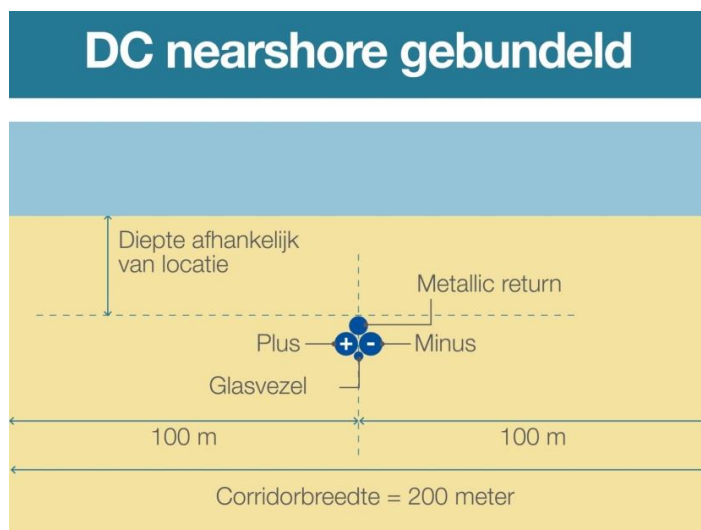 DC nearshore gebundeld
Diepte afhankelijk
van locatie
Metallic return
Plus
+
-
Minus
Glasvezel
100 m
100 m
Corridorbreedte = 200 meter